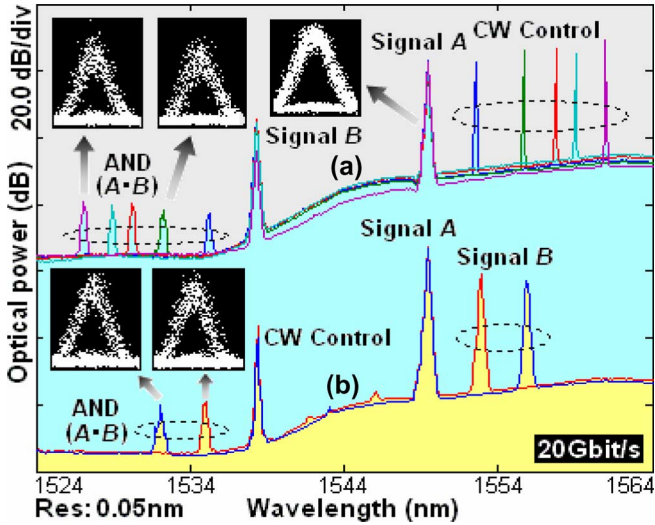 20.0 dB/div
Optical power (dB)
Signal A
CW Control
Signal B
(a)
AND
(A·B)
Signal A
Signal B
CW Control
(b)
AND
(A·B)
20Gbit/s
1524
1534
1544
1554
1564
Res: 0.05nm
Wavelength (nm)